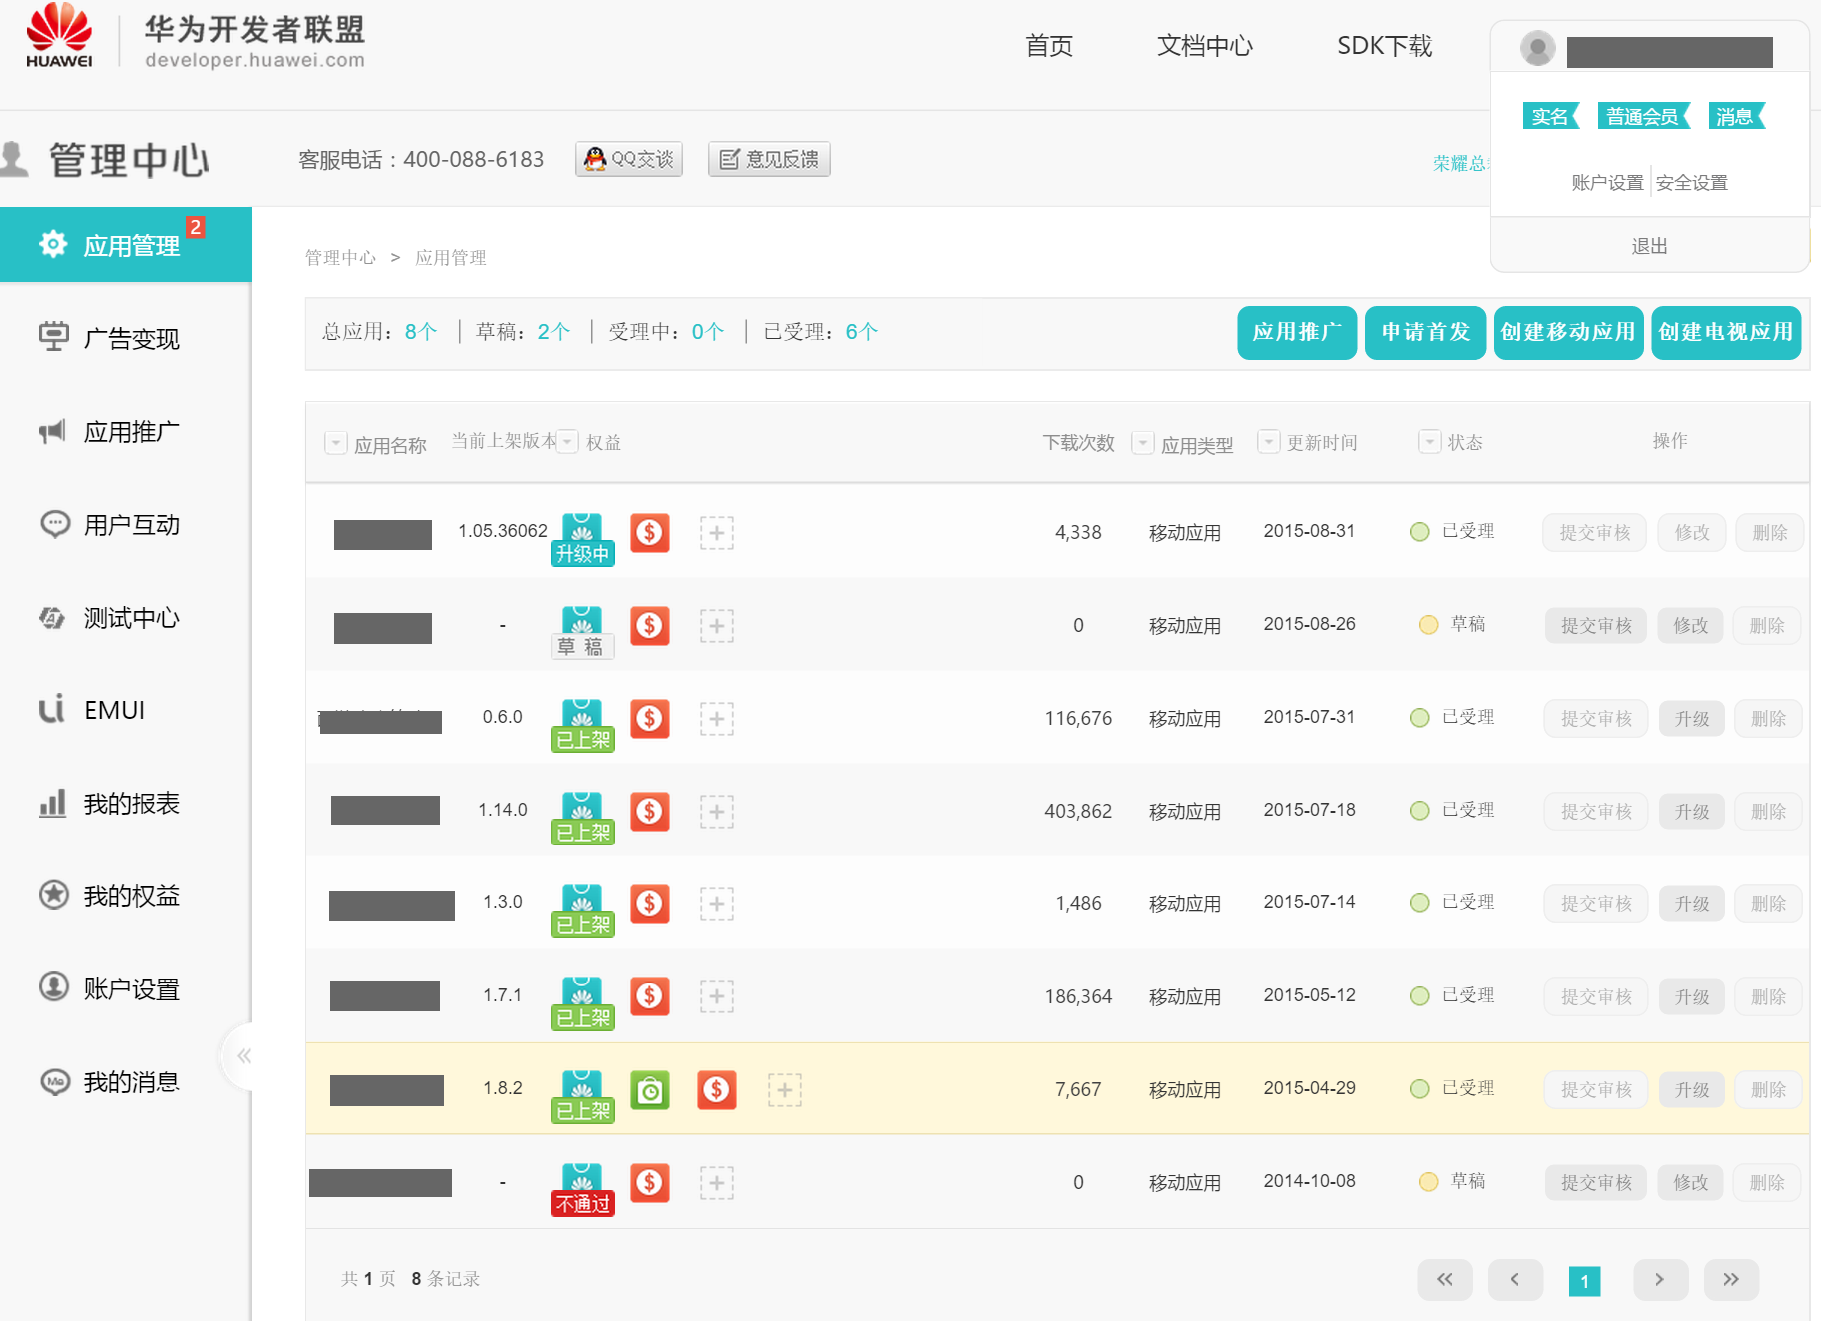 HUAWEI
华为开发者联盟
developer.huawei.com
首页 文档中心 SDK下载
实名 普通会员 消息
账户设置 安全设置
退出
管理中心
客服电话：400-088-6183 QQ交谈 意见反馈 荣耀总
应用管理 2
广告变现
应用推广
用户互动
测试中心
EMUI
我的报表
我的权益
账户设置
Me 我的消息
管理中心 > 应用管理
总应用：8个 | 草稿：2个 | 受理中：0个 | 已受理：6个
应用推广 申请首发 创建移动应用 创建电视应用
应用名称 当前上架版本 权益 下载次数 应用类型 更新时间 状态 操作
1.05.36062 升级中 4,338 移动应用 2015-08-31 已受理 提交审核 修改 删除
- 草 稿 0 移动应用 2015-08-26 草稿 提交审核 修改 删除
0.6.0 已上架 116,676 移动应用 2015-07-31 已受理 提交审核 升级 删除
1.14.0 已上架 403,862 移动应用 2015-07-18 已受理 提交审核 升级 删除
1.3.0 已上架 1,486 移动应用 2015-07-14 已受理 提交审核 升级 删除
1.7.1 已上架 186,364 移动应用 2015-05-12 已受理 提交审核 升级 删除
1.8.2 已上架 7,667 移动应用 2015-04-29 已受理 提交审核 升级 删除
- 不通过 0 移动应用 2014-10-08 草稿 提交审核 修改 删除
共 1 页 8 条记录
« ‹ 1 › »